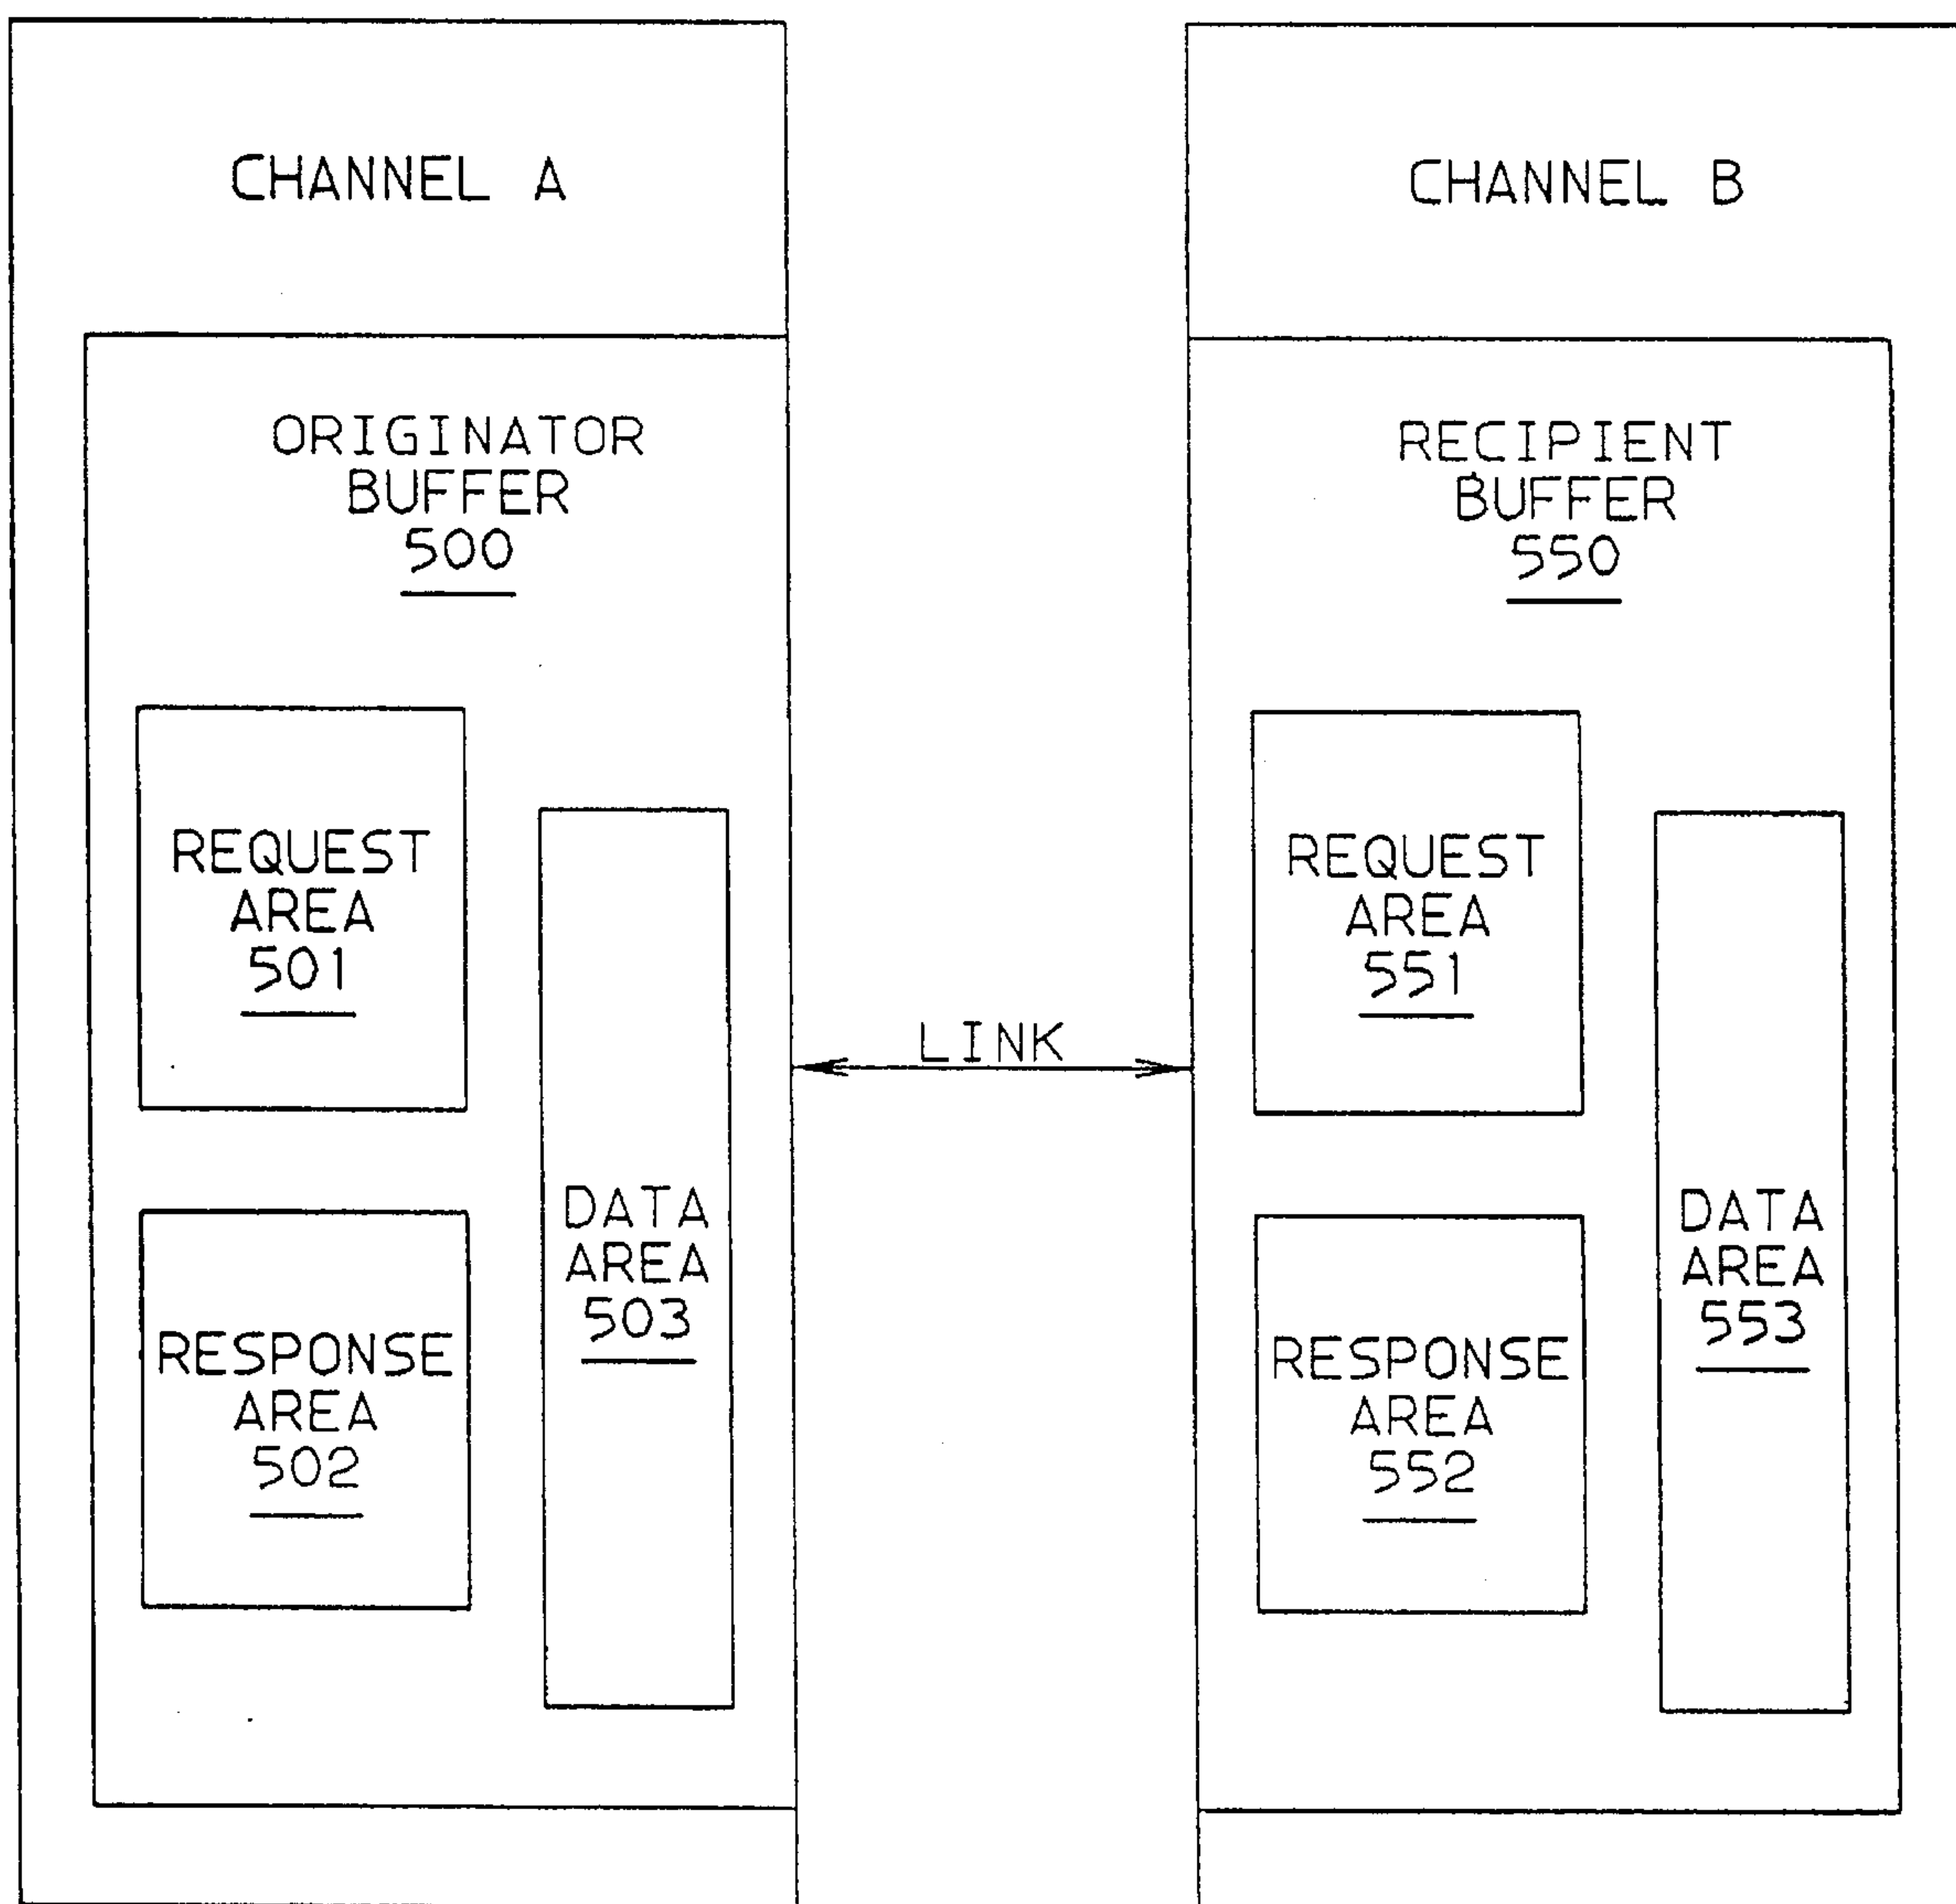 CHANNEL A
ORIGINATOR
BUFFER
500
REQUEST
AREA
501
RESPONSE
AREA
502
DATA
AREA
503
LINK
CHANNEL B
RECIPIENT
BUFFER
550
REQUEST
AREA
551
RESPONSE
AREA
552
DATA
AREA
553